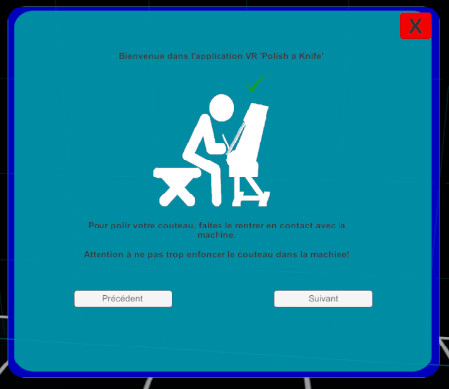 X
Bienvenue dans l'application VR "Polish a Knife"
Pour polir votre couteau, faites le rentrer en contact avec la
machine.
Attention à ne pas trop enfoncer le couteau dans la machine!
Précédent
Suivant